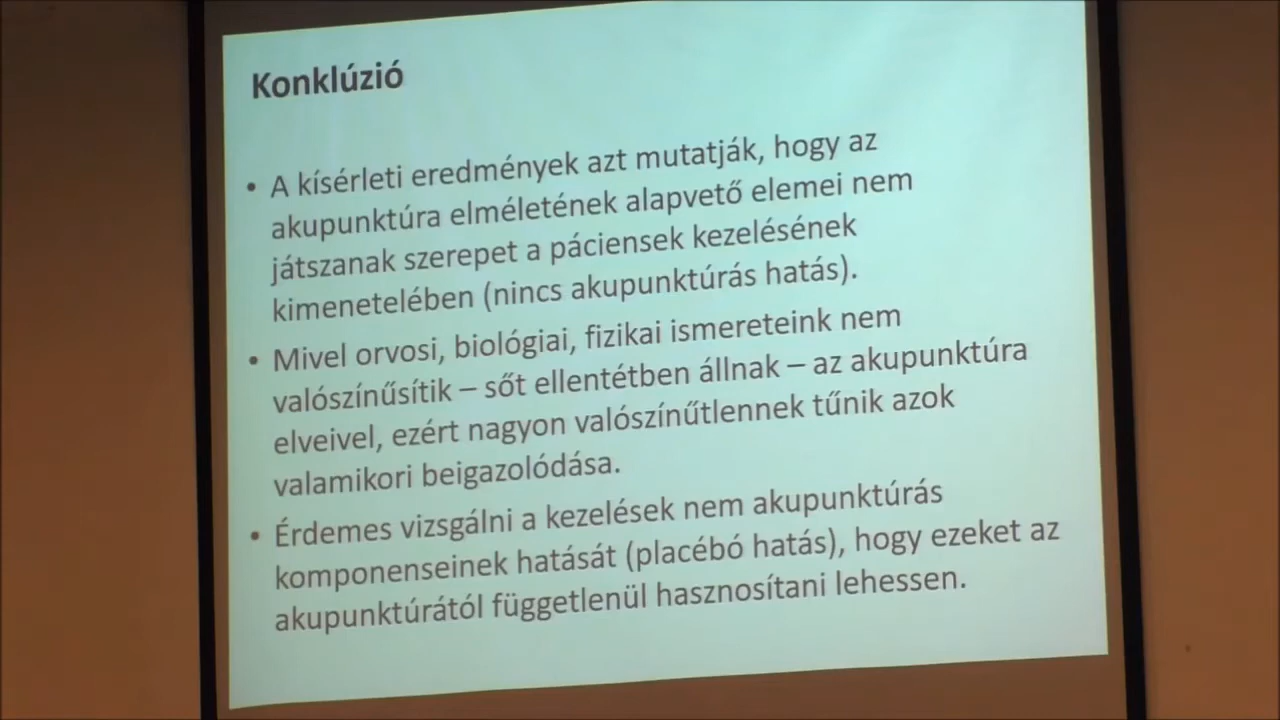 Konklúzió
• A kísérleti eredmények azt mutatják, hogy az
akupunktúra elméletének alapvető elemei nem
játszanak szerepet a páciensek kezelésének
kimenetelében (nincs akupunktúrás hatás).
• Mivel orvosi, biológiai, fizikai ismereteink nem
valószínűsítik – sőt ellentétben állnak – az akupunktúra
elveivel, ezért nagyon valószínűtlennek tűnik azok
valamikori beigazolódása.
• Érdemes vizsgálni a kezelések nem akupunktúrás
komponenseinek hatását (placébó hatás), hogy ezeket az
akupunktúrától függetlenül hasznosítani lehessen.